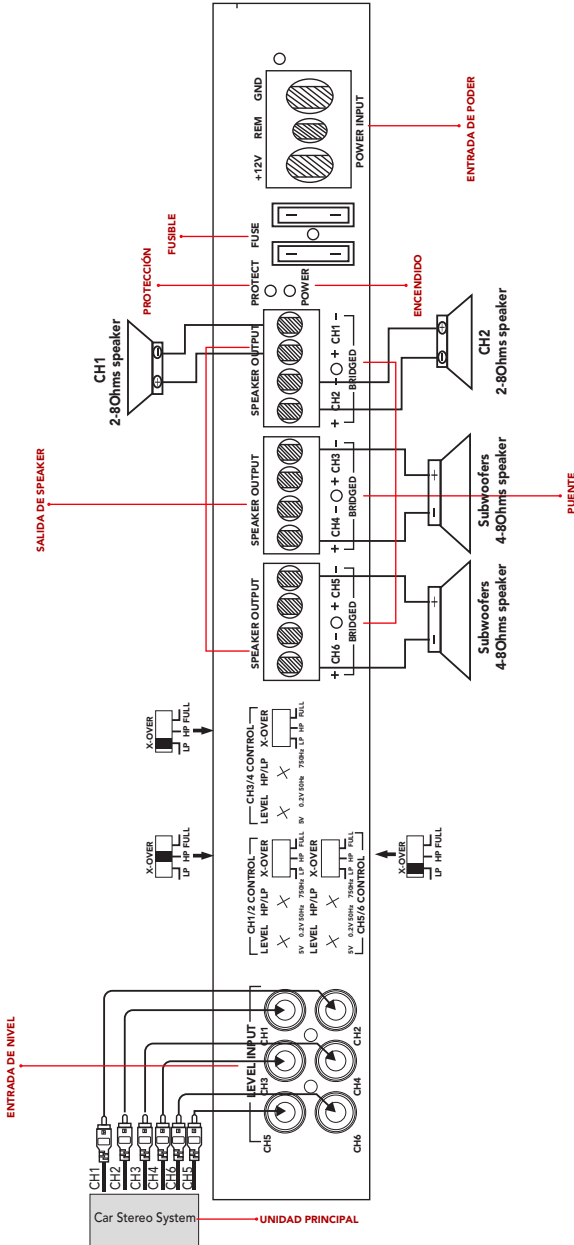 GND
REM
+12V
POWER INPUT
ENTRADA DE PODER
FUSIBLE
FUSE
PROTECCIÓN
PROTECT
POWER
ENCENDIDO
CH1
2-8Ohms speaker
SPEAKER OUTPUT
+ CH2 - + CH1 -
BRIDGED
CH2
2-8Ohms speaker
SALIDA DE SPEAKER
SPEAKER OUTPUT
+ CH4 - + CH3 -
BRIDGED
Subwoofers
4-8Ohms speaker
PUENTE
SPEAKER OUTPUT
+ CH6 - + CH5 -
BRIDGED
Subwoofers
4-8Ohms speaker
X-OVER
LP HP FULL
CH3/4 CONTROL
LEVEL HP/LP X-OVER
5V 0.2V 50Hz 750Hz LP HP FULL
X-OVER
LP HP FULL
CH1/2 CONTROL
LEVEL HP/LP X-OVER
5V 0.2V 50Hz 750Hz LP HP FULL
LEVEL HP/LP X-OVER
5V 0.2V 50Hz 750Hz LP HP FULL
CH5/6 CONTROL
X-OVER
LP HP FULL
ENTRADA DE NIVEL
LEVEL INPUT
CH1
CH3
CH5
CH2
CH4
CH6
CH1
CH2
CH3
CH4
CH6
CH5
Car Stereo System
UNIDAD PRINCIPAL